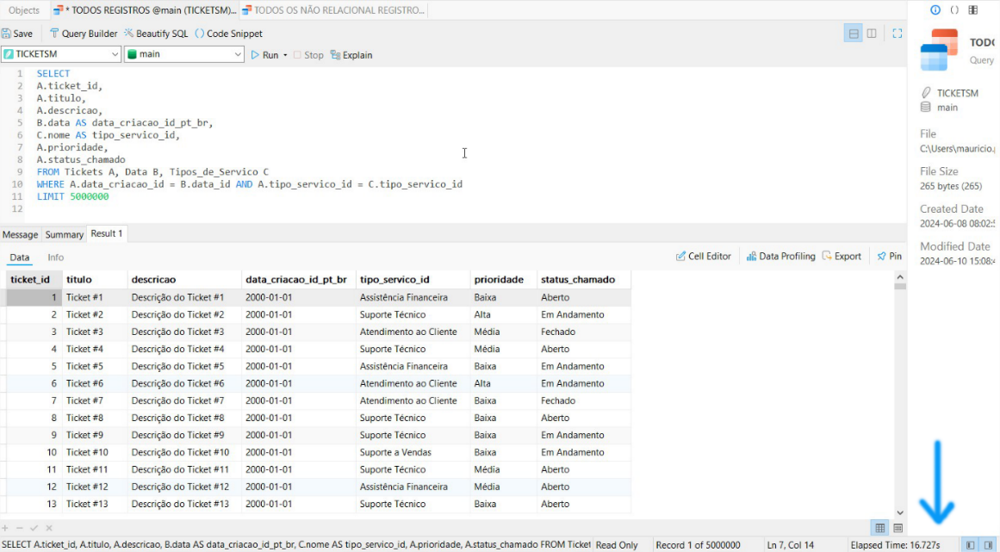 Objects * TODOS REGISTROS @main (TICKETSM)... TODOS OS NÃO RELACIONAL REGISTRO...
Save Query Builder Beautify SQL () Code Snippet
TICKETSM main Run Stop Explain
1 SELECT
2 A.ticket_id,
3 A.titulo,
4 A.descricao,
5 B.data AS data_criacao_id_pt_br,
6 C.nome AS tipo_servico_id,
7 A.prioridade,
8 A.status_chamado
9 FROM Tickets A, Data B, Tipos_de_Servico C
10 WHERE A.data_criacao_id = B.data_id AND A.tipo_servico_id = C.tipo_servico_id
11 LIMIT 5000000
12
Message Summary Result 1
Data Info Cell Editor Data Profiling Export Pin
ticket_id titulo descricao data_criacao_id_pt_br tipo_servico_id prioridade status_chamado
1 Ticket #1 Descrição do Ticket #1 2000-01-01 Assistência Financeira Baixa Aberto
2 Ticket #2 Descrição do Ticket #2 2000-01-01 Suporte Técnico Alta Em Andamento
3 Ticket #3 Descrição do Ticket #3 2000-01-01 Atendimento ao Cliente Média Fechado
4 Ticket #4 Descrição do Ticket #4 2000-01-01 Suporte Técnico Média Aberto
5 Ticket #5 Descrição do Ticket #5 2000-01-01 Assistência Financeira Baixa Em Andamento
6 Ticket #6 Descrição do Ticket #6 2000-01-01 Atendimento ao Cliente Alta Em Andamento
7 Ticket #7 Descrição do Ticket #7 2000-01-01 Atendimento ao Cliente Baixa Fechado
8 Ticket #8 Descrição do Ticket #8 2000-01-01 Suporte Técnico Baixa Aberto
9 Ticket #9 Descrição do Ticket #9 2000-01-01 Suporte Técnico Baixa Em Andamento
10 Ticket #10 Descrição do Ticket #10 2000-01-01 Suporte a Vendas Baixa Em Andamento
11 Ticket #11 Descrição do Ticket #11 2000-01-01 Suporte Técnico Média Aberto
12 Ticket #12 Descrição do Ticket #12 2000-01-01 Assistência Financeira Média Aberto
13 Ticket #13 Descrição do Ticket #13 2000-01-01 Suporte Técnico Baixa Aberto
SELECT A.ticket_id, A.titulo, A.descricao, B.data AS data_criacao_id_pt_br, C.nome AS tipo_servico_id, A.prioridade, A.status_chamado FROM Ticket Read Only Record 1 of 5000000 Ln 7, Col 14 Elapsed Time: 16.727s
()
Query
TICKETSM
main
File
C:\Users\mauricio.
File Size
265 bytes (265)
Created Date
2024-06-08 08:02:
Modified Date
2024-06-10 15:08: